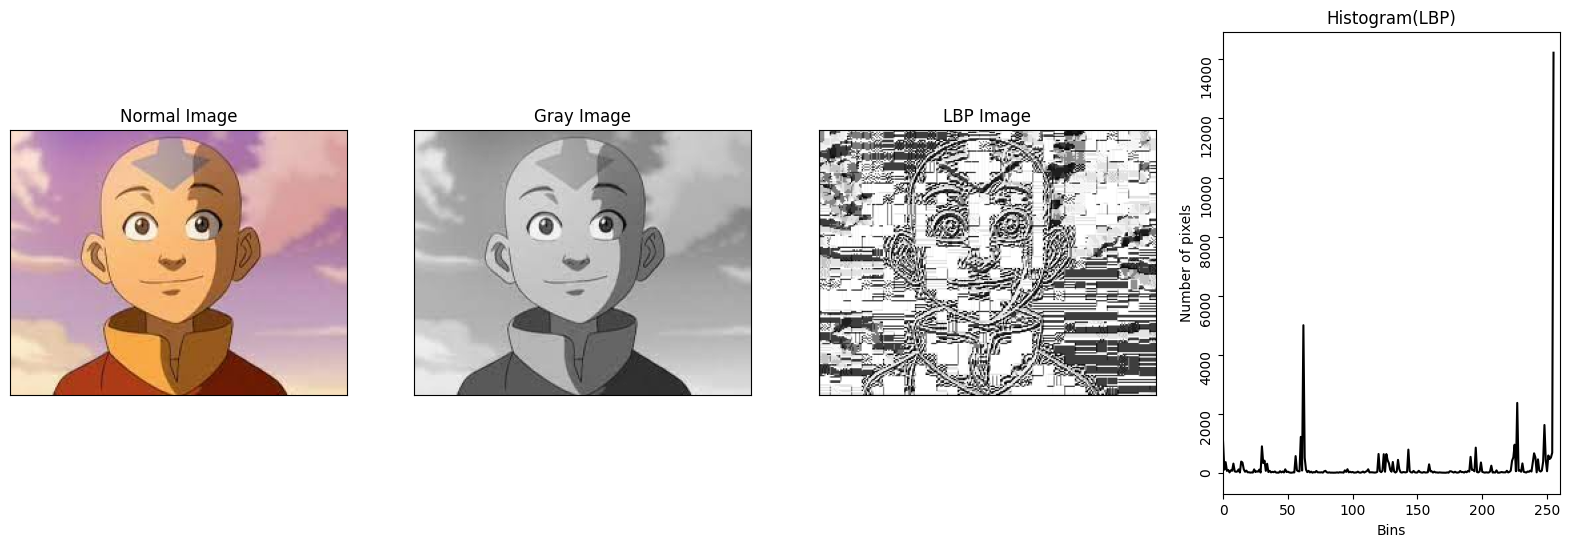 Normal Image
Gray Image
LBP Image
Histogram(LBP)
Number of pixels
14000
12000
10000
8000
6000
4000
2000
0
0 50 100 150 200 250
Bins